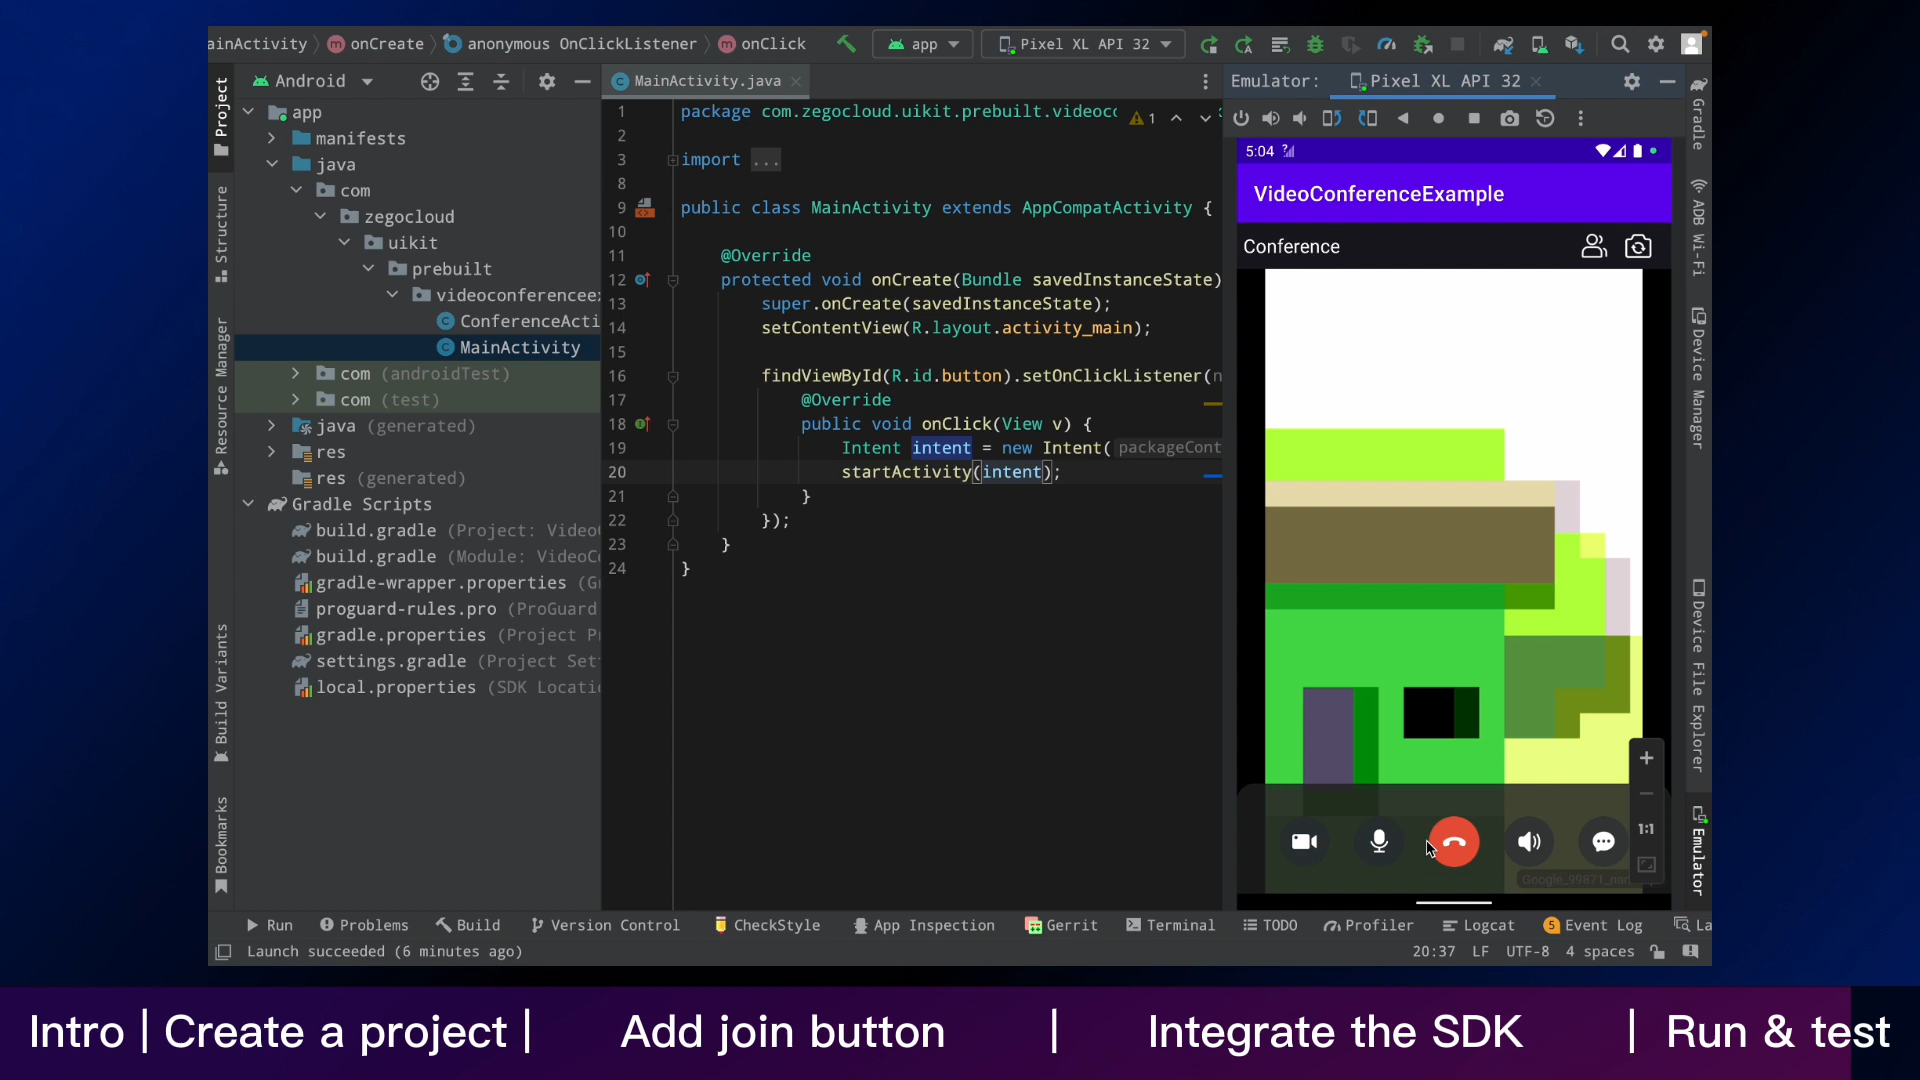 ainActivity onCreate anonymous OnClickListener onClick app Pixel XL API 32
Android MainActivity.java Emulator: Pixel XL API 32
Project
Structure
Resource Manager
Build Variants
Bookmarks
app
manifests
java
com
zegocloud
uikit
prebuilt
videoconferencee
ConferenceActi
MainActivity
com (androidTest)
com (test)
java (generated)
res
res (generated)
Gradle Scripts
build.gradle (Project: Video
build.gradle (Module: VideoC
gradle-wrapper.properties (G
proguard-rules.pro (ProGuard
gradle.properties (Project P
settings.gradle (Project Set
local.properties (SDK Locati
1 package com.zegocloud.uikit.prebuilt.videoc 1
2
3 import ...
8
9 public class MainActivity extends AppCompatActivity {
10
11 @Override
12 protected void onCreate(Bundle savedInstanceState)
13 super.onCreate(savedInstanceState);
14 setContentView(R.layout.activity_main);
15
16 findViewById(R.id.button).setOnClickListener(n
17 @Override
18 public void onClick(View v) {
19 Intent intent = new Intent( packageCont
20 startActivity(intent);
21 }
22 });
23 }
24 }
5:04
VideoConferenceExample
Conference
1:1
Gradle
ADB Wi-Fi
Device Manager
Device File Explorer
Emulator
Run Problems Build Version Control CheckStyle App Inspection Gerrit Terminal TODO Profiler Logcat 5 Event Log La
Launch succeeded (6 minutes ago) 20:37 LF UTF-8 4 spaces
Intro | Create a project | Add join button | Integrate the SDK | Run & test